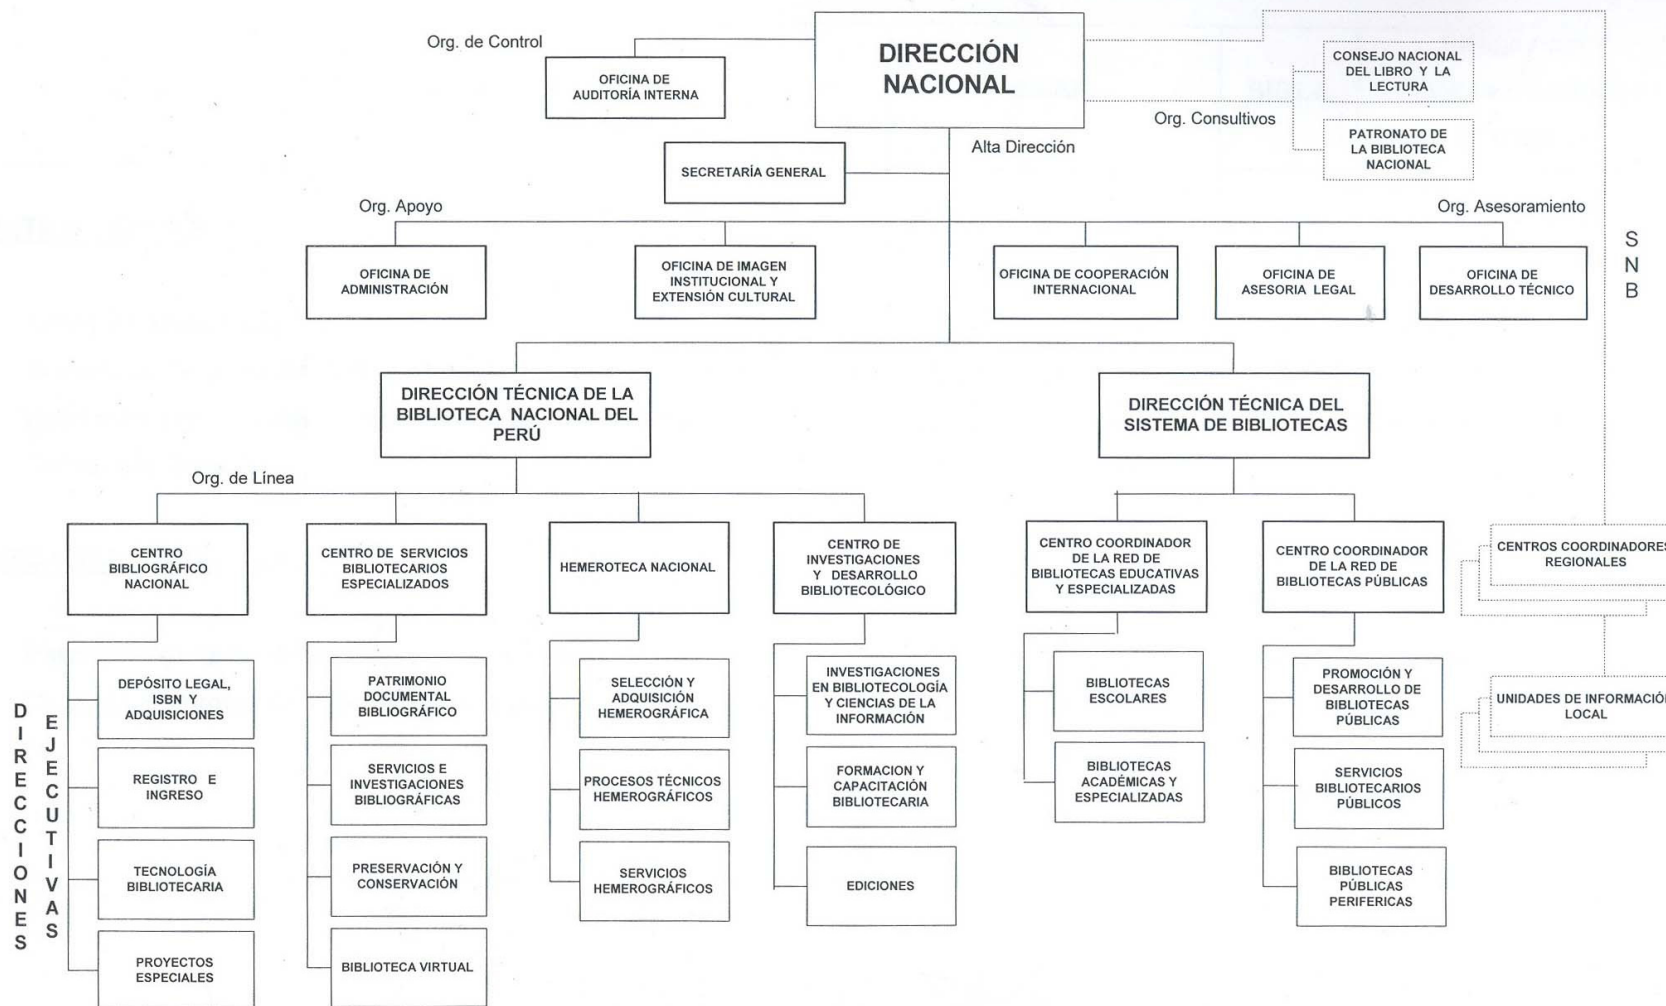 Org. de Control
DIRECCIÓN
NACIONAL
OFICINA DE
AUDITORÍA INTERNA
CONSEJO NACIONAL
DEL LIBRO Y LA
LECTURA
Org. Consultivos
PATRONATO DE
LA BIBLIOTECA
NACIONAL
Alta Dirección
SECRETARÍA GENERAL
Org. Apoyo
Org. Asesoramiento
S
N
B
OFICINA DE
ADMINISTRACIÓN
OFICINA DE IMAGEN
INSTITUCIONAL Y
EXTENSIÓN CULTURAL
OFICINA DE COOPERACIÓN
INTERNACIONAL
OFICINA DE
ASESORIA LEGAL
OFICINA DE
DESARROLLO TÉCNICO
DIRECCIÓN TÉCNICA DE LA
BIBLIOTECA NACIONAL DEL
PERÚ
DIRECCIÓN TÉCNICA DEL
SISTEMA DE BIBLIOTECAS
Org. de Línea
CENTRO
BIBLIOGRÁFICO
NACIONAL
CENTRO DE SERVICIOS
BIBLIOTECARIOS
ESPECIALIZADOS
HEMEROTECA NACIONAL
CENTRO DE
INVESTIGACIONES
Y DESARROLLO
BIBLIOTECOLÓGICO
CENTRO COORDINADOR
DE LA RED DE
BIBLIOTECAS EDUCATIVAS
Y ESPECIALIZADAS
CENTRO COORDINADOR
DE LA RED DE
BIBLIOTECAS PÚBLICAS
CENTROS COORDINADORES
REGIONALES
DIRECCIONES
EJECUTIVAS
DEPÓSITO LEGAL,
ISBN Y
ADQUISICIONES
REGISTRO E
INGRESO
TECNOLOGÍA
BIBLIOTECARIA
PROYECTOS
ESPECIALES
PATRIMONIO
DOCUMENTAL
BIBLIOGRÁFICO
SERVICIOS E
INVESTIGACIONES
BIBLIOGRÁFICAS
PRESERVACIÓN Y
CONSERVACIÓN
BIBLIOTECA VIRTUAL
SELECCIÓN Y
ADQUISICIÓN
HEMEROGRÁFICA
PROCESOS TÉCNICOS
HEMEROGRÁFICOS
SERVICIOS
HEMEROGRÁFICOS
INVESTIGACIONES
EN BIBLIOTECOLOGÍA
Y CIENCIAS DE LA
INFORMACIÓN
FORMACION Y
CAPACITACIÓN
BIBLIOTECARIA
EDICIONES
BIBLIOTECAS
ESCOLARES
BIBLIOTECAS
ACADÉMICAS Y
ESPECIALIZADAS
PROMOCIÓN Y
DESARROLLO DE
BIBLIOTECAS
PÚBLICAS
SERVICIOS
BIBLIOTECARIOS
PÚBLICOS
BIBLIOTECAS
PÚBLICAS
PERIFERICAS
UNIDADES DE INFORMACIÓN
LOCAL